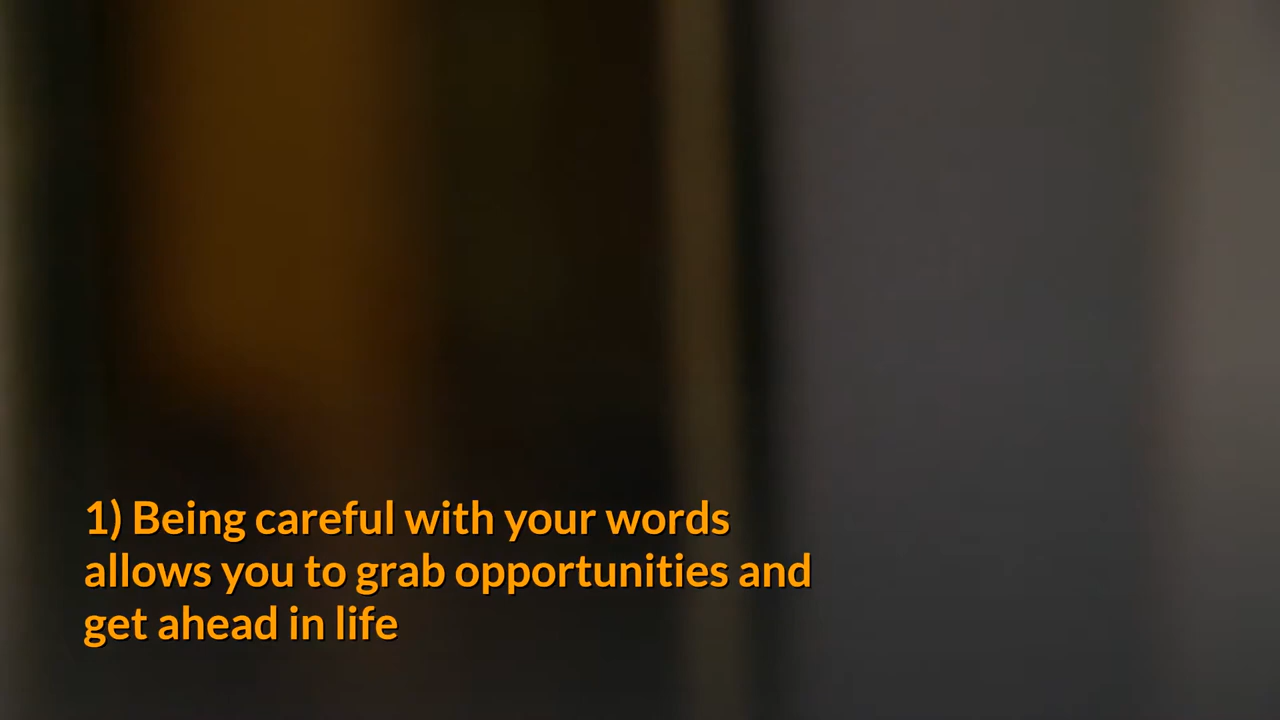 1) Being careful with your words
allows you to grab opportunities and
get ahead in life